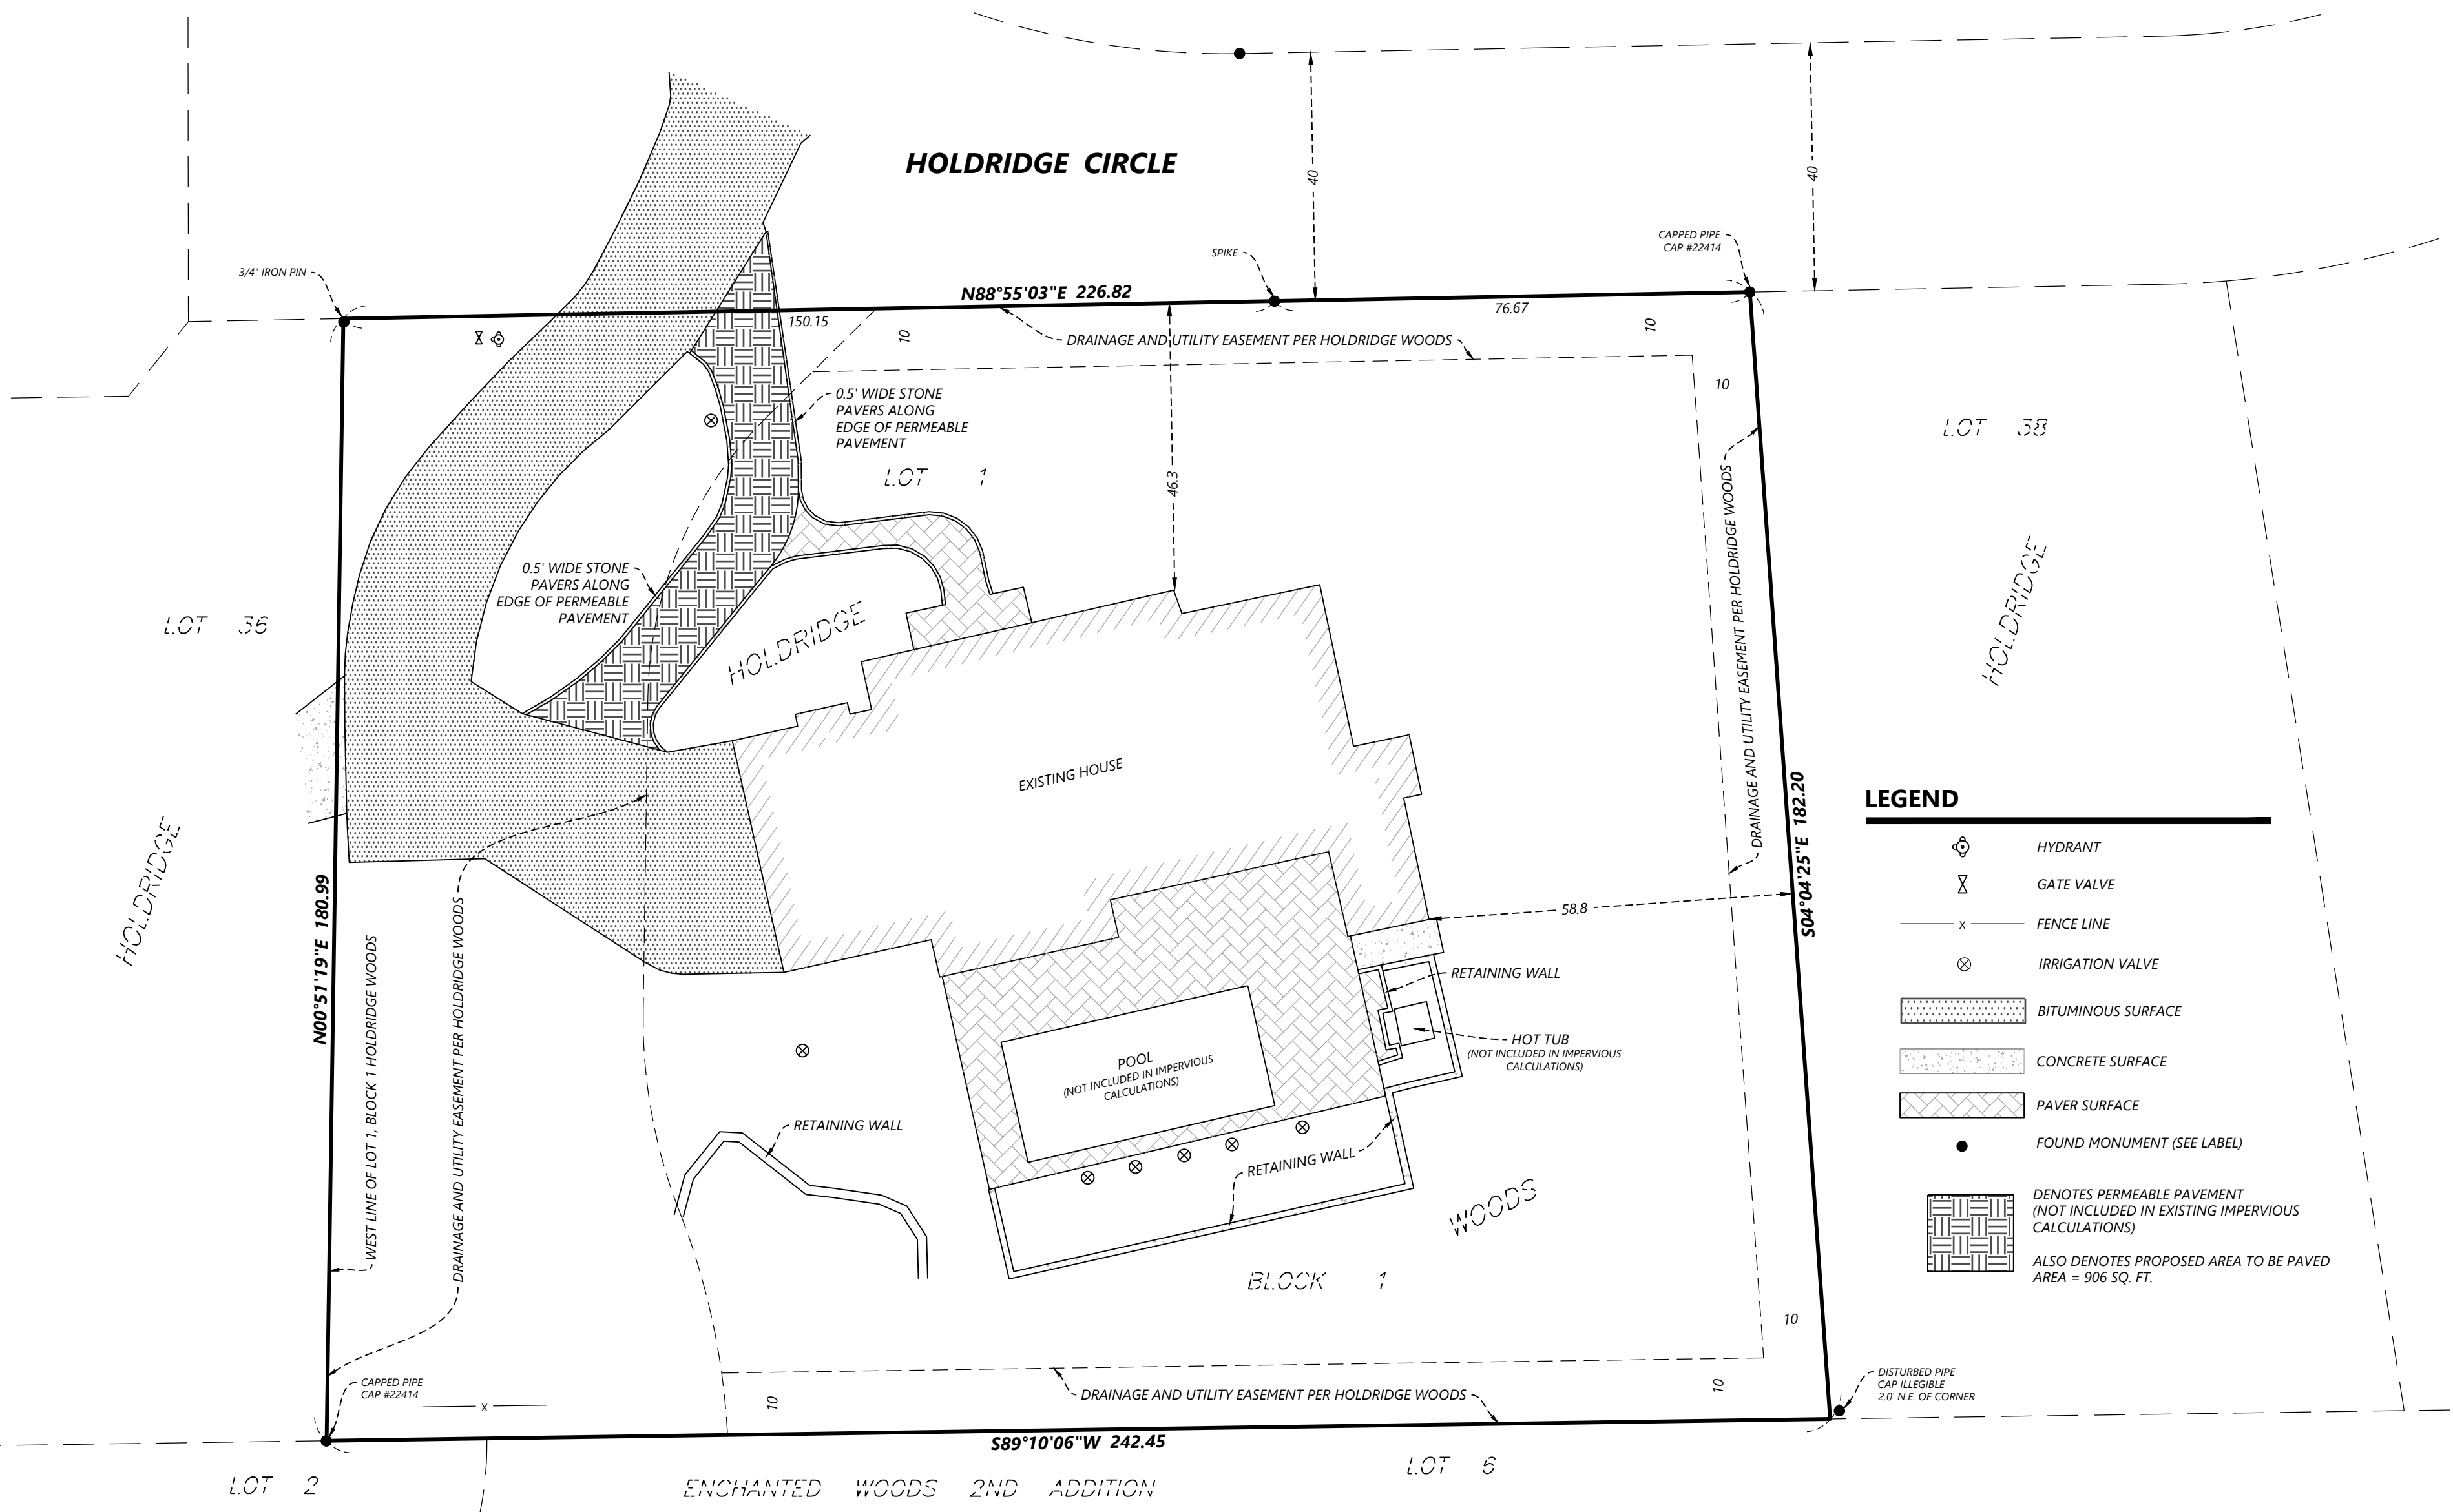 HOLDRIDGE CIRCLE
40
40
3/4" IRON PIN
SPIKE
CAPPED PIPE
CAP #22414
N88°55'03"E 226.82
150.15
76.67
10
10
DRAINAGE AND UTILITY EASEMENT PER HOLDRIDGE WOODS
10
0.5' WIDE STONE
PAVERS ALONG
EDGE OF PERMEABLE
PAVEMENT
LOT 1
46.3
LOT 38
HOLDRIDGE
DRAINAGE AND UTILITY EASEMENT PER HOLDRIDGE WOODS
0.5' WIDE STONE
PAVERS ALONG
EDGE OF PERMEABLE
PAVEMENT
LOT 36
HOLDRIDGE
HOLDRIDGE
EXISTING HOUSE
S04°04'25"E 182.20
58.8
N00°51'19"E 180.99
WEST LINE OF LOT 1, BLOCK 1 HOLDRIDGE WOODS
DRAINAGE AND UTILITY EASEMENT PER HOLDRIDGE WOODS
RETAINING WALL
HOT TUB
(NOT INCLUDED IN IMPERVIOUS
CALCULATIONS)
POOL
(NOT INCLUDED IN IMPERVIOUS
CALCULATIONS)
RETAINING WALL
RETAINING WALL
WOODS
BLOCK 1
10
10
10
CAPPED PIPE
CAP #22414
X
DRAINAGE AND UTILITY EASEMENT PER HOLDRIDGE WOODS
DISTURBED PIPE
CAP ILLEGIBLE
2.0' N.E. OF CORNER
S89°10'06"W 242.45
LOT 2
ENCHANTED WOODS 2ND ADDITION
LOT 6
LEGEND
HYDRANT
GATE VALVE
X FENCE LINE
IRRIGATION VALVE
BITUMINOUS SURFACE
CONCRETE SURFACE
PAVER SURFACE
FOUND MONUMENT (SEE LABEL)
DENOTES PERMEABLE PAVEMENT
(NOT INCLUDED IN EXISTING IMPERVIOUS
CALCULATIONS)
ALSO DENOTES PROPOSED AREA TO BE PAVED
AREA = 906 SQ. FT.